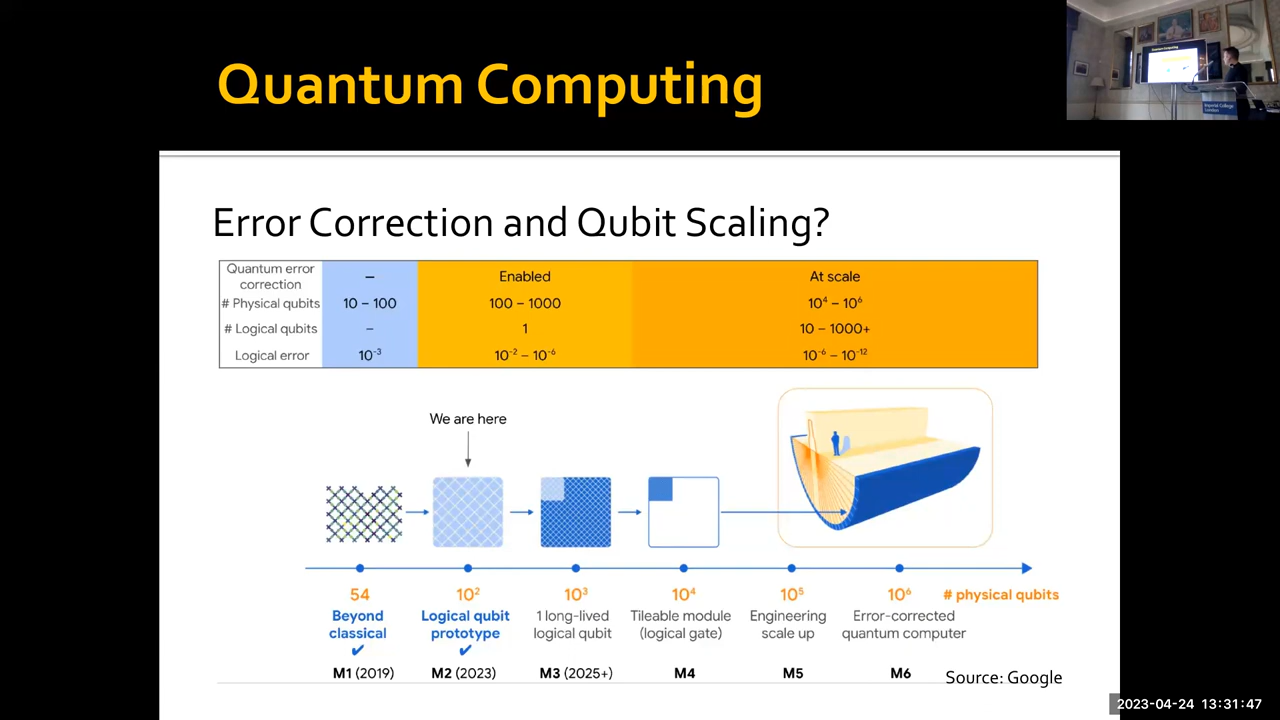 Quantum Computing
Imperial College
London
Error Correction and Qubit Scaling?
Quantum error correction – Enabled At scale
# Physical qubits 10 – 100 100 – 1000 10⁴ – 10⁶
# Logical qubits – 1 10 – 1000+
Logical error 10⁻³ 10⁻² – 10⁻⁶ 10⁻⁶ – 10⁻¹²
We are here
54 10² 10³ 10⁴ 10⁵ 10⁶ # physical qubits
Beyond classical ✔
Logical qubit prototype ✔
1 long-lived logical qubit
Tileable module (logical gate)
Engineering scale up
Error-corrected quantum computer
M1 (2019) M2 (2023) M3 (2025+) M4 M5 M6
Source: Google
2023-04-24 13:31:47